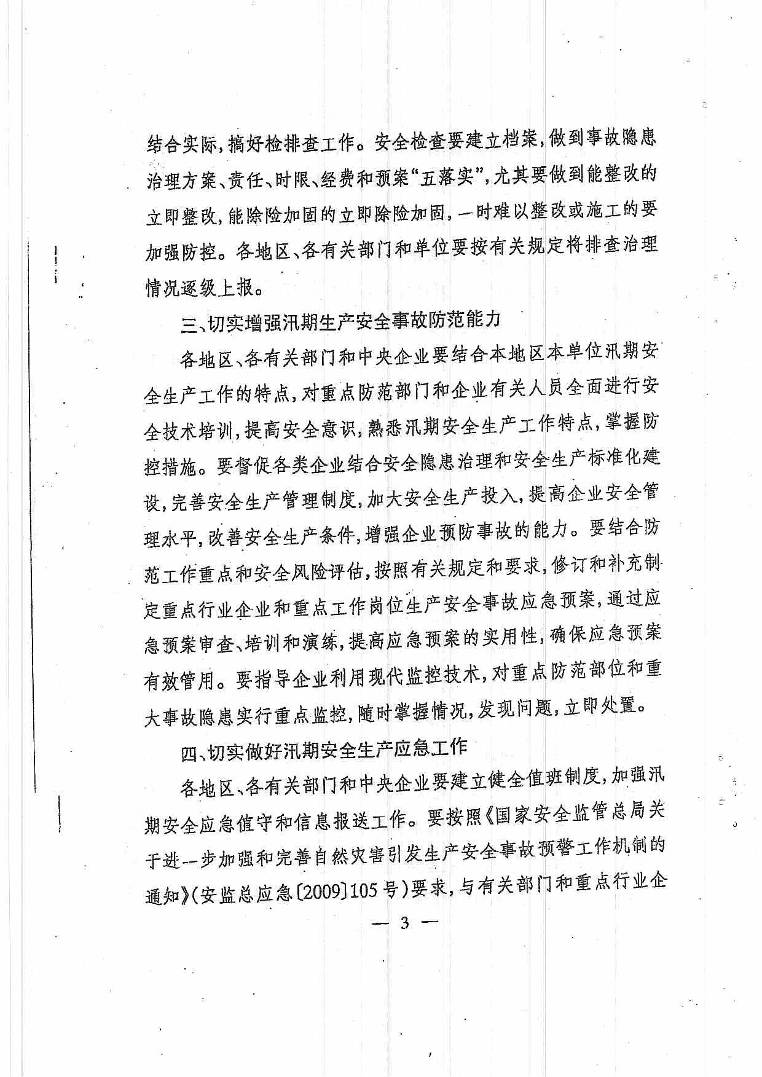 结合实际,搞好检排查工作。安全检查要建立档案,做到事故隐患
治理方案、责任、时限、经费和预案“五落实”,尤其要做到能整改的
立即整改,能除险加固的立即除险加固,一时难以整改或施工的要
加强防控。各地区、各有关部门和单位要按有关规定将排查治理
情况逐级上报。
三、切实增强汛期生产安全事故防范能力
各地区、各有关部门和中央企业要结合本地区本单位汛期安
全生产工作的特点,对重点防范部门和企业有关人员全面进行安
全技术培训,提高安全意识,熟悉汛期安全生产工作特点,掌握防
控措施。要督促各类企业结合安全隐患治理和安全生产标准化建
设,完善安全生产管理制度,加大安全生产投入,提高企业安全管
理水平,改善安全生产条件,增强企业预防事故的能力。要结合防
范工作重点和安全风险评估,按照有关规定和要求,修订和补充制
定重点行业企业和重点工作岗位生产安全事故应急预案,通过应
急预案审查、培训和演练,提高应急预案的实用性,确保应急预案
有效管用。要指导企业利用现代监控技术,对重点防范部位和重
大事故隐患实行重点监控,随时掌握情况,发现问题,立即处置。
四、切实做好汛期安全生产应急工作
各地区、各有关部门和中央企业要建立健全值班制度,加强汛
期安全应急值守和信息报送工作。要按照《国家安全监管总局关
于进一步加强和完善自然灾害引发生产安全事故预警工作机制的
通知》(安监总应急〔2009〕105号)要求,与有关部门和重点行业企
— 3 —